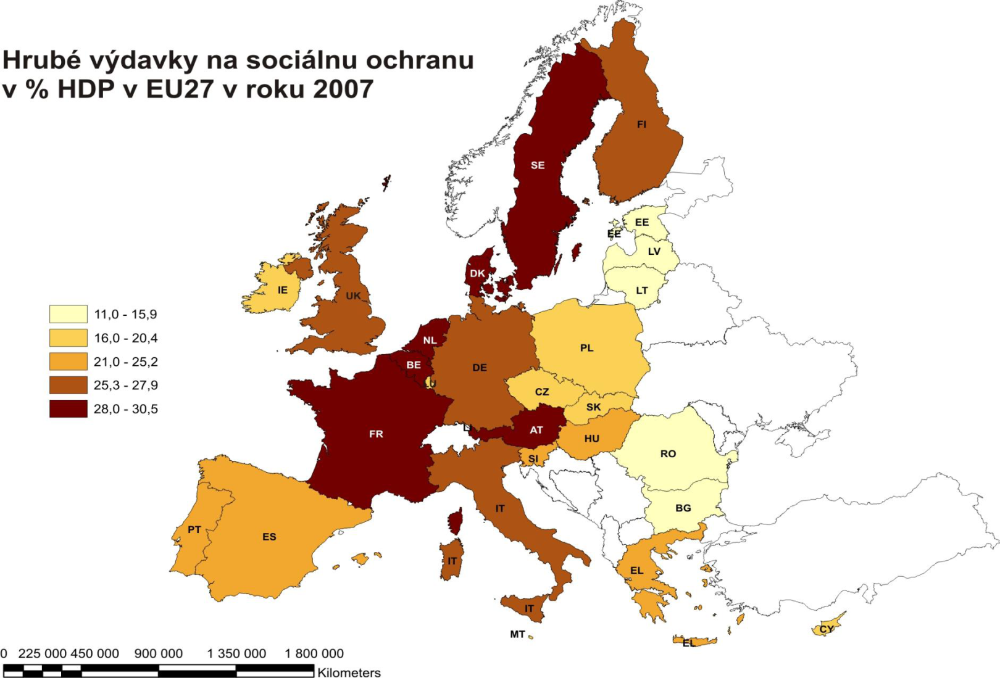 Hrubé výdavky na sociálnu ochranu
v % HDP v EU27 v roku 2007
FI
SE
EE
EE
LV
DK
LT
IE
UK
11,0 - 15,9
16,0 - 20,4
21,0 - 25,2
25,3 - 27,9
28,0 - 30,5
NL
PL
BE
DE
CZ
SK
LI
AT
FR
HU
SI
RO
IT
BG
PT
ES
IT
EL
IT
MT
CY
EL
0 225 000 450 000 900 000 1 350 000 1 800 000
Kilometers